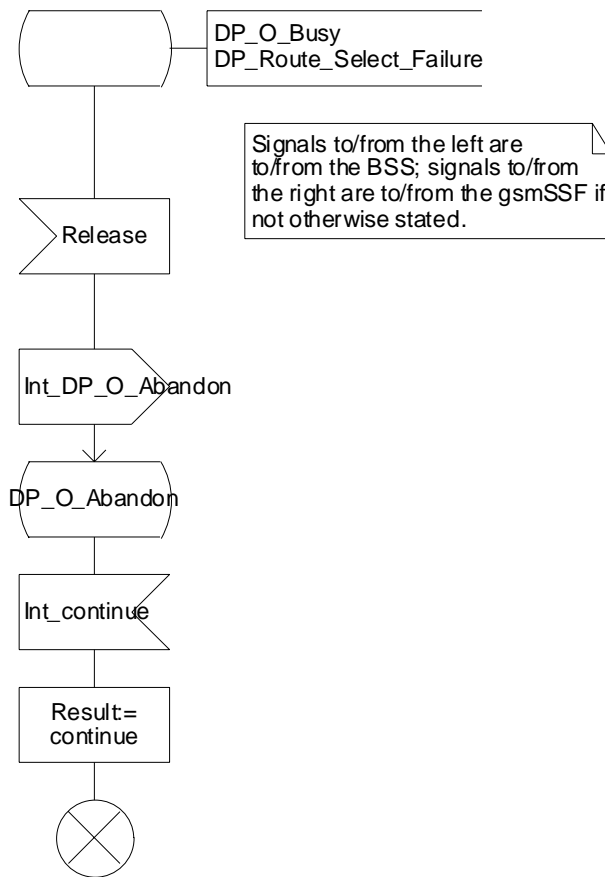 DP_O_Busy
DP_Route_Select_Failure
Signals to/from the left are
to/from the BSS; signals to/from
the right are to/from the gsmSSF if
not otherwise stated.
Release
Int_DP_O_Abandon
DP_O_Abandon
Int_continue
Result:=
continue